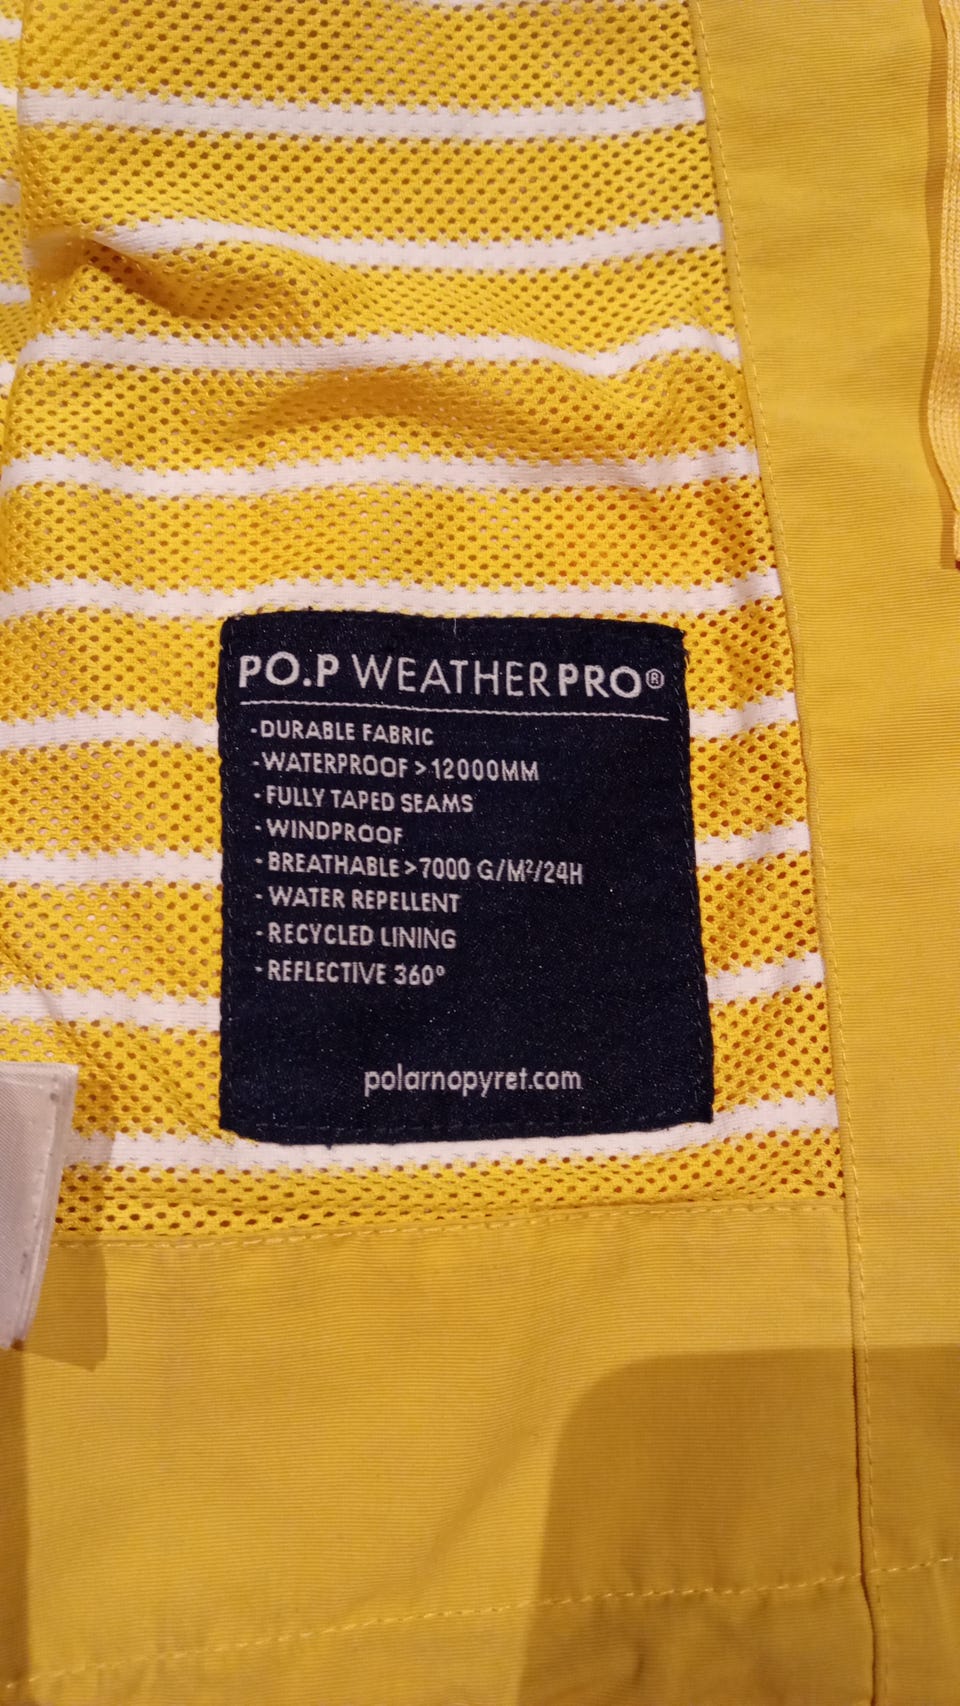 PO.P WEATHERPRO®
-DURABLE FABRIC
-WATERPROOF >12000MM
-FULLY TAPED SEAMS
-WINDPROOF
-BREATHABLE >7000 G/M²/24H
-WATER REPELLENT
-RECYCLED LINING
-REFLECTIVE 360°
polarnopyret.com